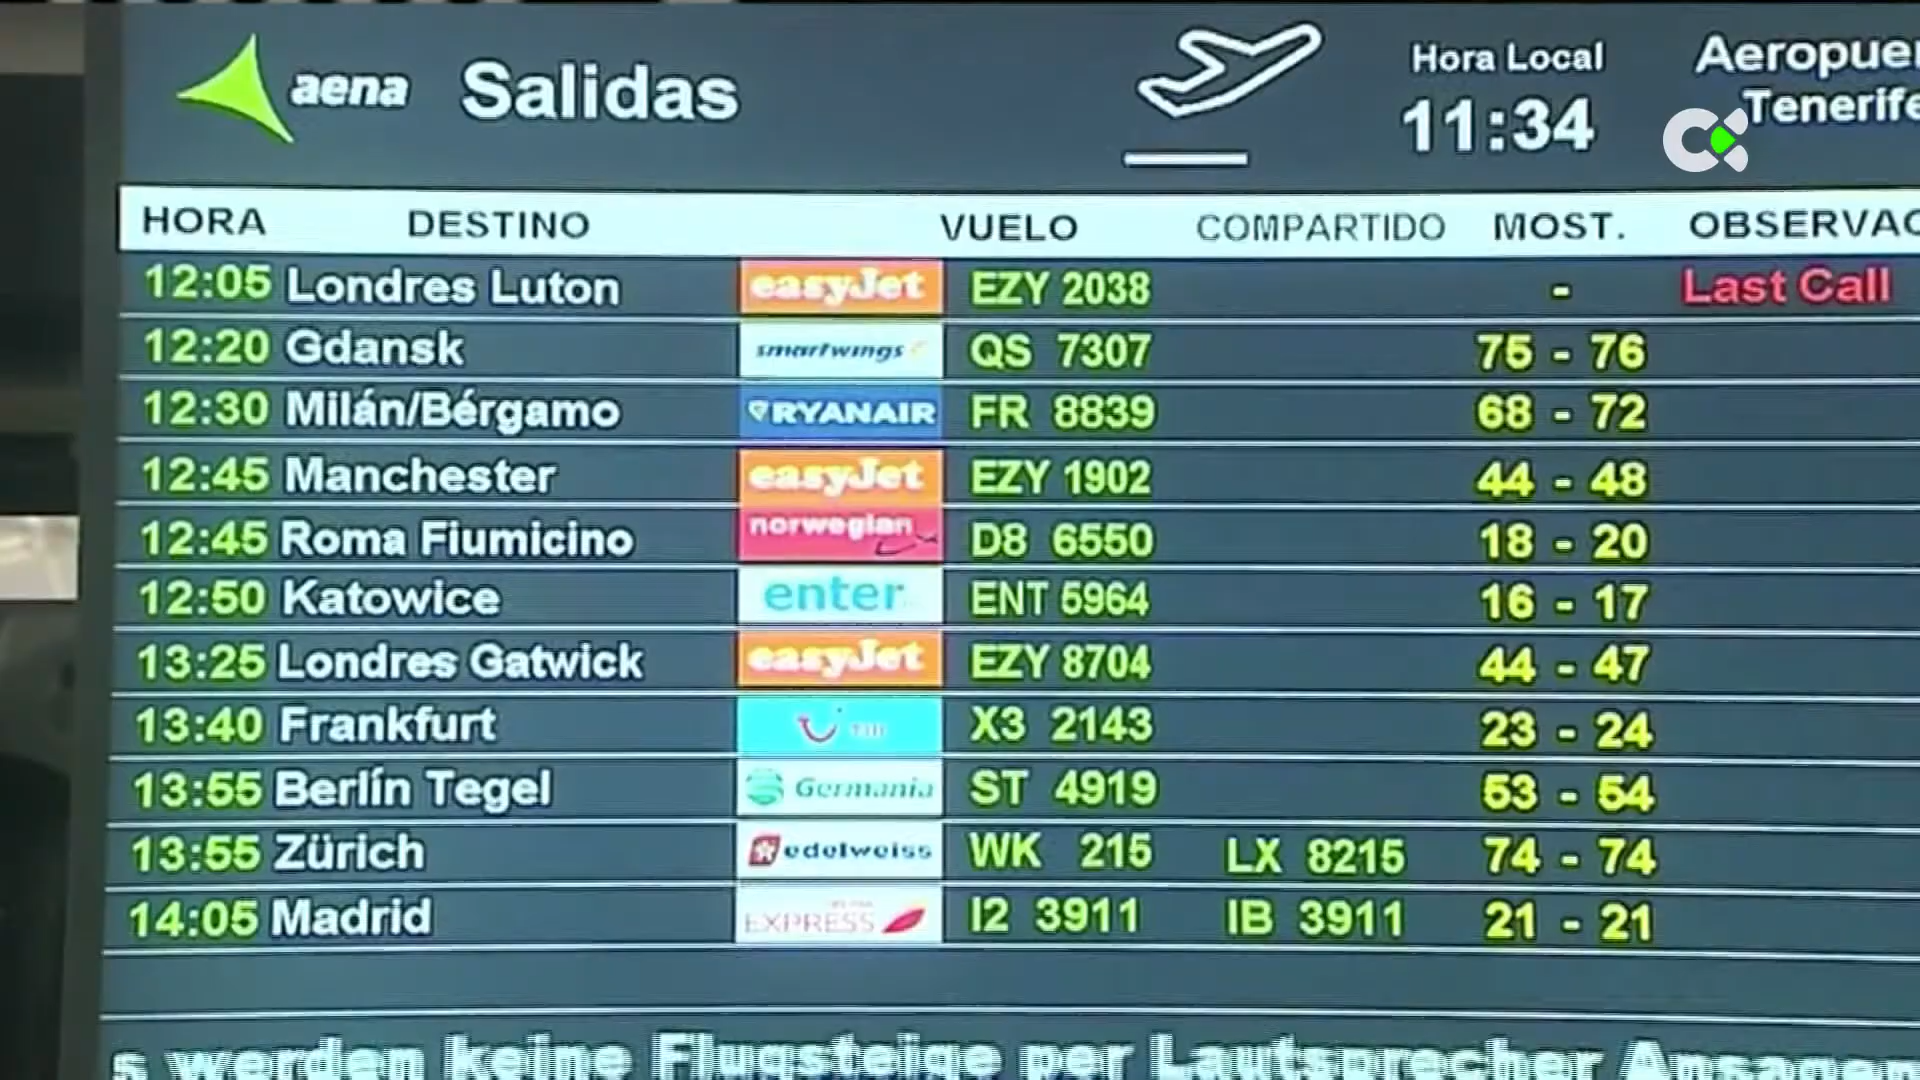 aena Salidas Hora Local Aeropuer
11:34 Tenerife
HORA DESTINO VUELO COMPARTIDO MOST. OBSERVAC
12:05 Londres Luton easyJet EZY 2038 - Last Call
12:20 Gdansk smartwings QS 7307 75 - 76
12:30 Milán/Bérgamo RYANAIR FR 8839 68 - 72
12:45 Manchester easyJet EZY 1902 44 - 48
12:45 Roma Fiumicino norwegian D8 6550 18 - 20
12:50 Katowice enter EZY 5964 16 - 17
13:25 Londres Gatwick easyJet EZY 8704 44 - 47
13:40 Frankfurt X3 2143 23 - 24
13:55 Berlín Tegel Germania ST 4919 53 - 54
13:55 Zürich edelweiss WK 215 LX 8215 74 - 74
14:05 Madrid EXPRESS I2 3911 IB 3911 21 - 21
s werden keine Flugsteige per Lautsprecher Ansagen